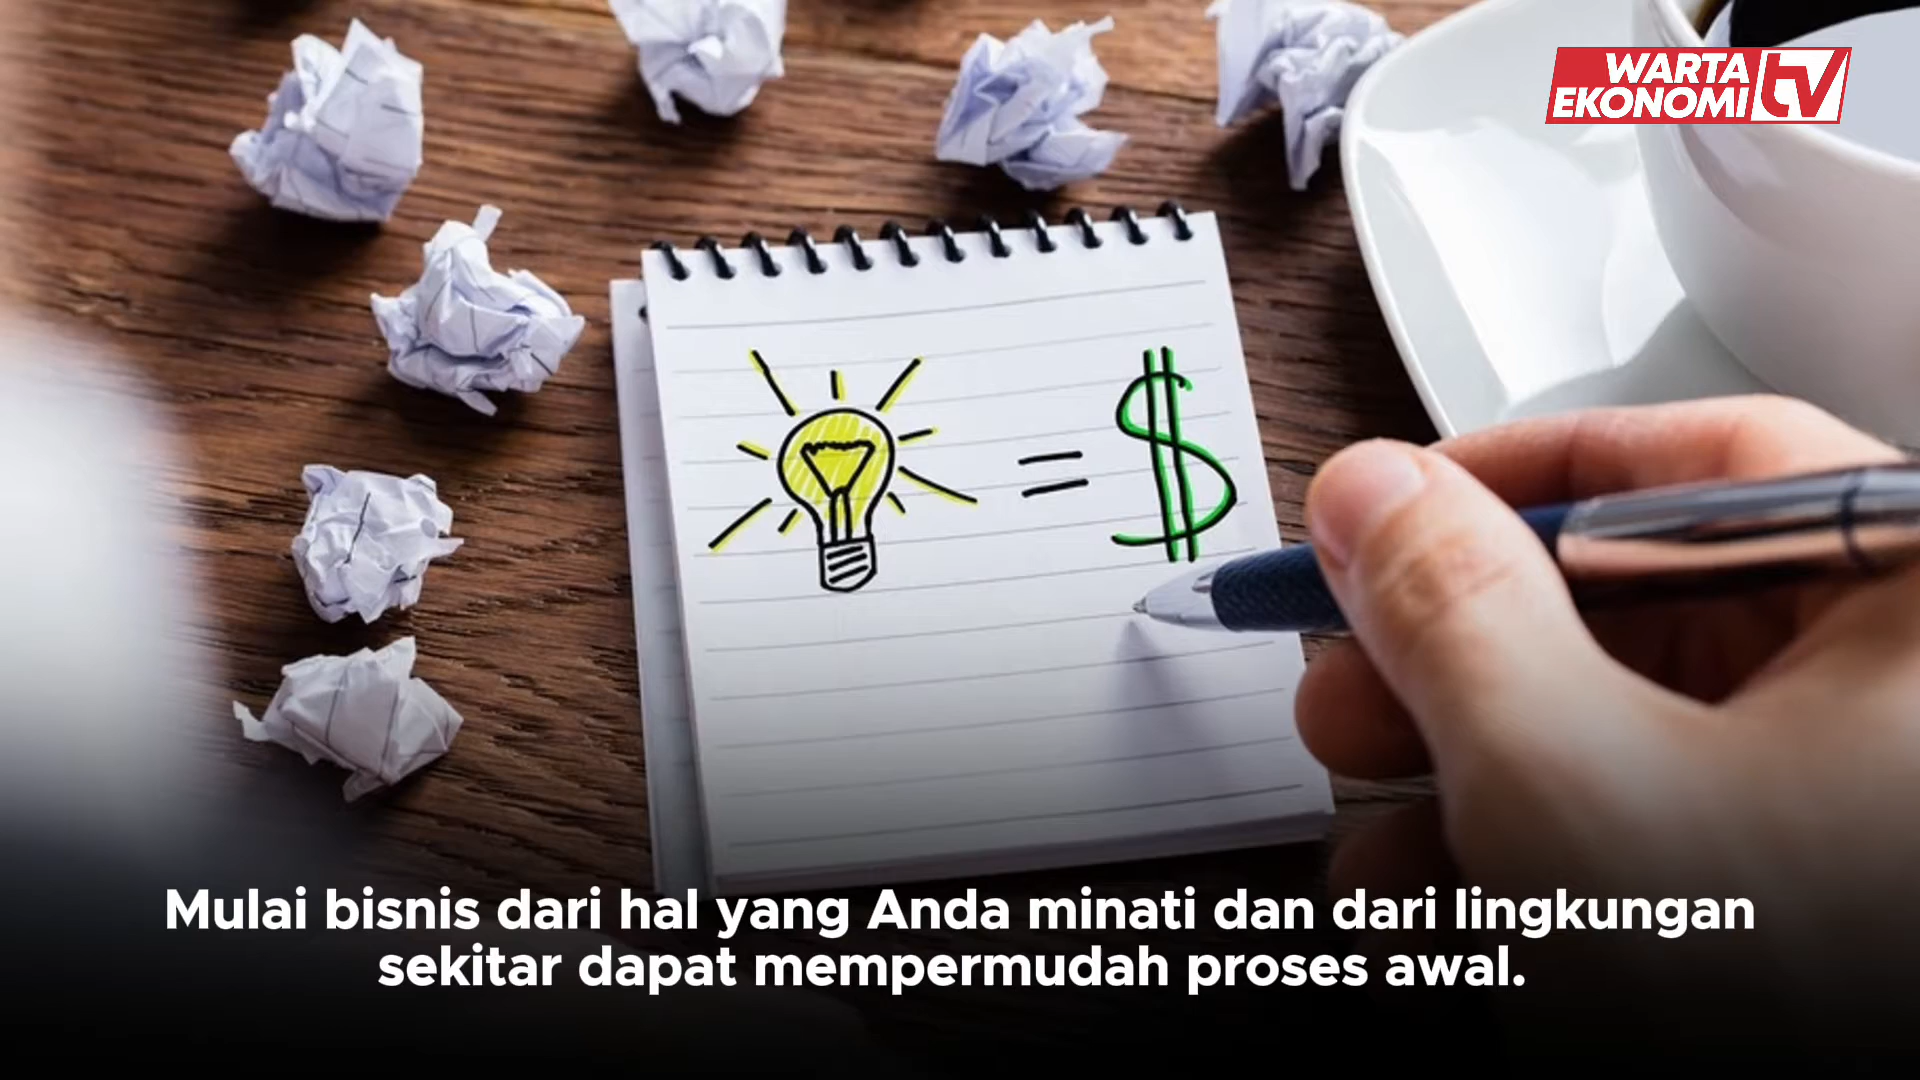 WARTA
EKONOMI tv
= $
Mulai bisnis dari hal yang Anda minati dan dari lingkungan
sekitar dapat mempermudah proses awal.